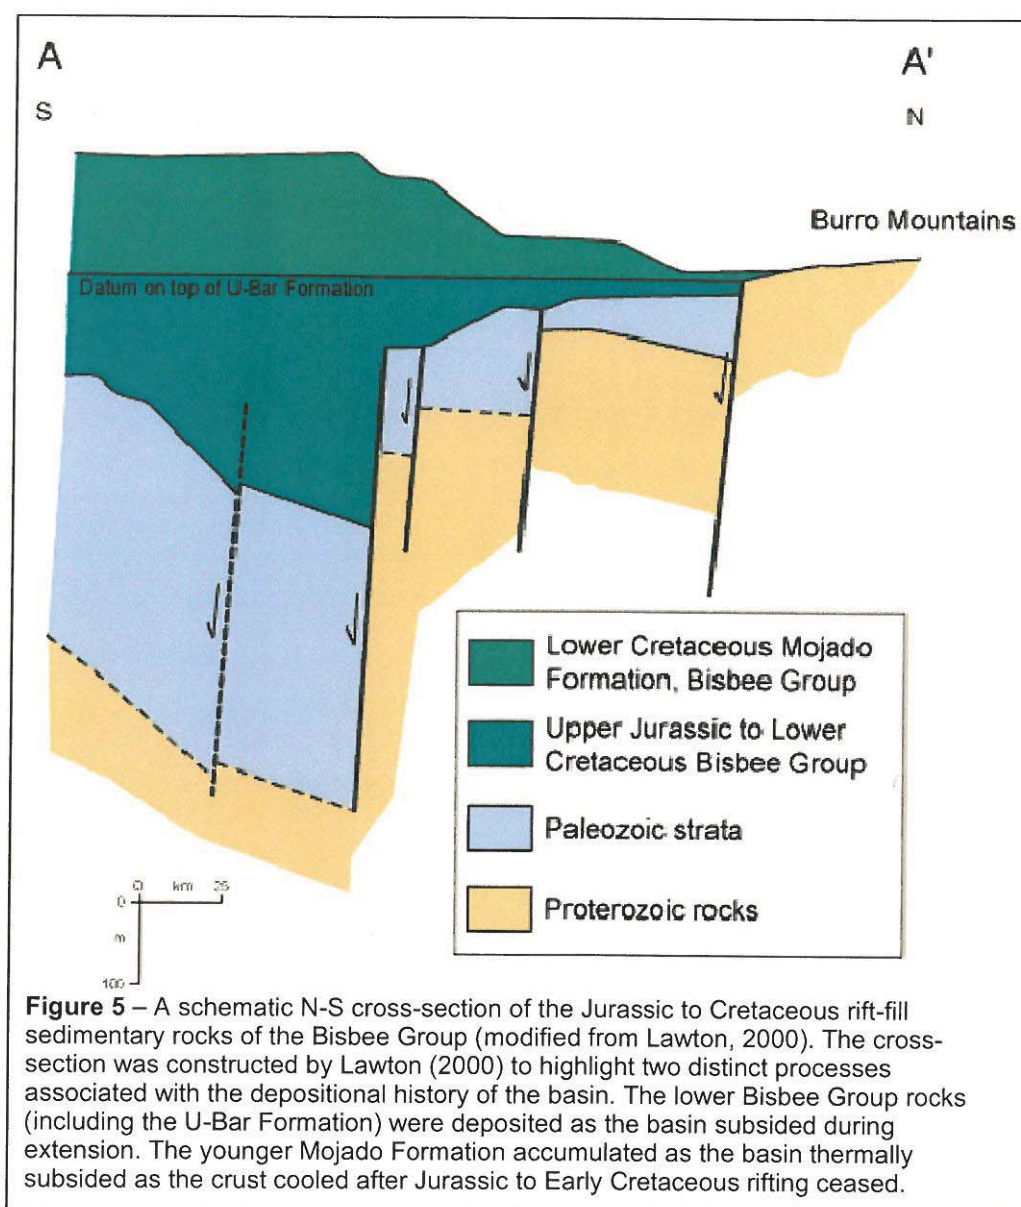 A
A'
S
N
Burro Mountains
Datum on top of U-Bar Formation
Lower Cretaceous Mojado
Formation, Bisbee Group
Upper Jurassic to Lower
Cretaceous Bisbee Group
Paleozoic strata
Proterozoic rocks
0 km 25
0
m
100
Figure 5 – A schematic N-S cross-section of the Jurassic to Cretaceous rift-fill
sedimentary rocks of the Bisbee Group (modified from Lawton, 2000). The cross-
section was constructed by Lawton (2000) to highlight two distinct processes
associated with the depositional history of the basin. The lower Bisbee Group rocks
(including the U-Bar Formation) were deposited as the basin subsided during
extension. The younger Mojado Formation accumulated as the basin thermally
subsided as the crust cooled after Jurassic to Early Cretaceous rifting ceased.